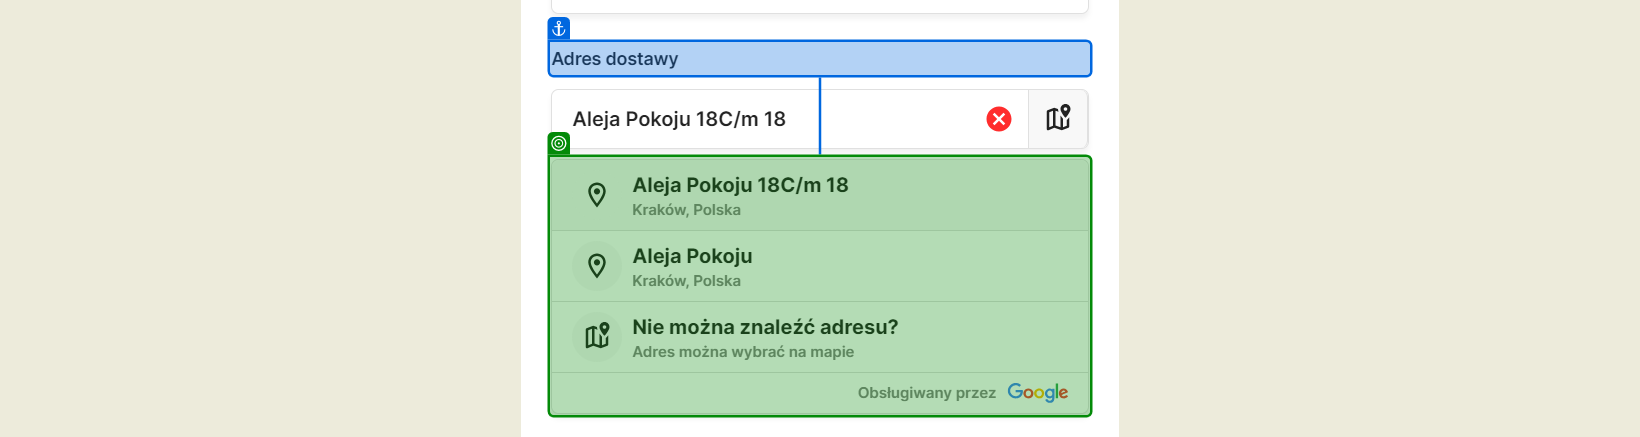 Adres dostawy
Aleja Pokoju 18C/m 18
Aleja Pokoju 18C/m 18
Kraków, Polska
Aleja Pokoju
Kraków, Polska
Nie można znaleźć adresu?
Adres można wybrać na mapie
Obsługiwany przez Google